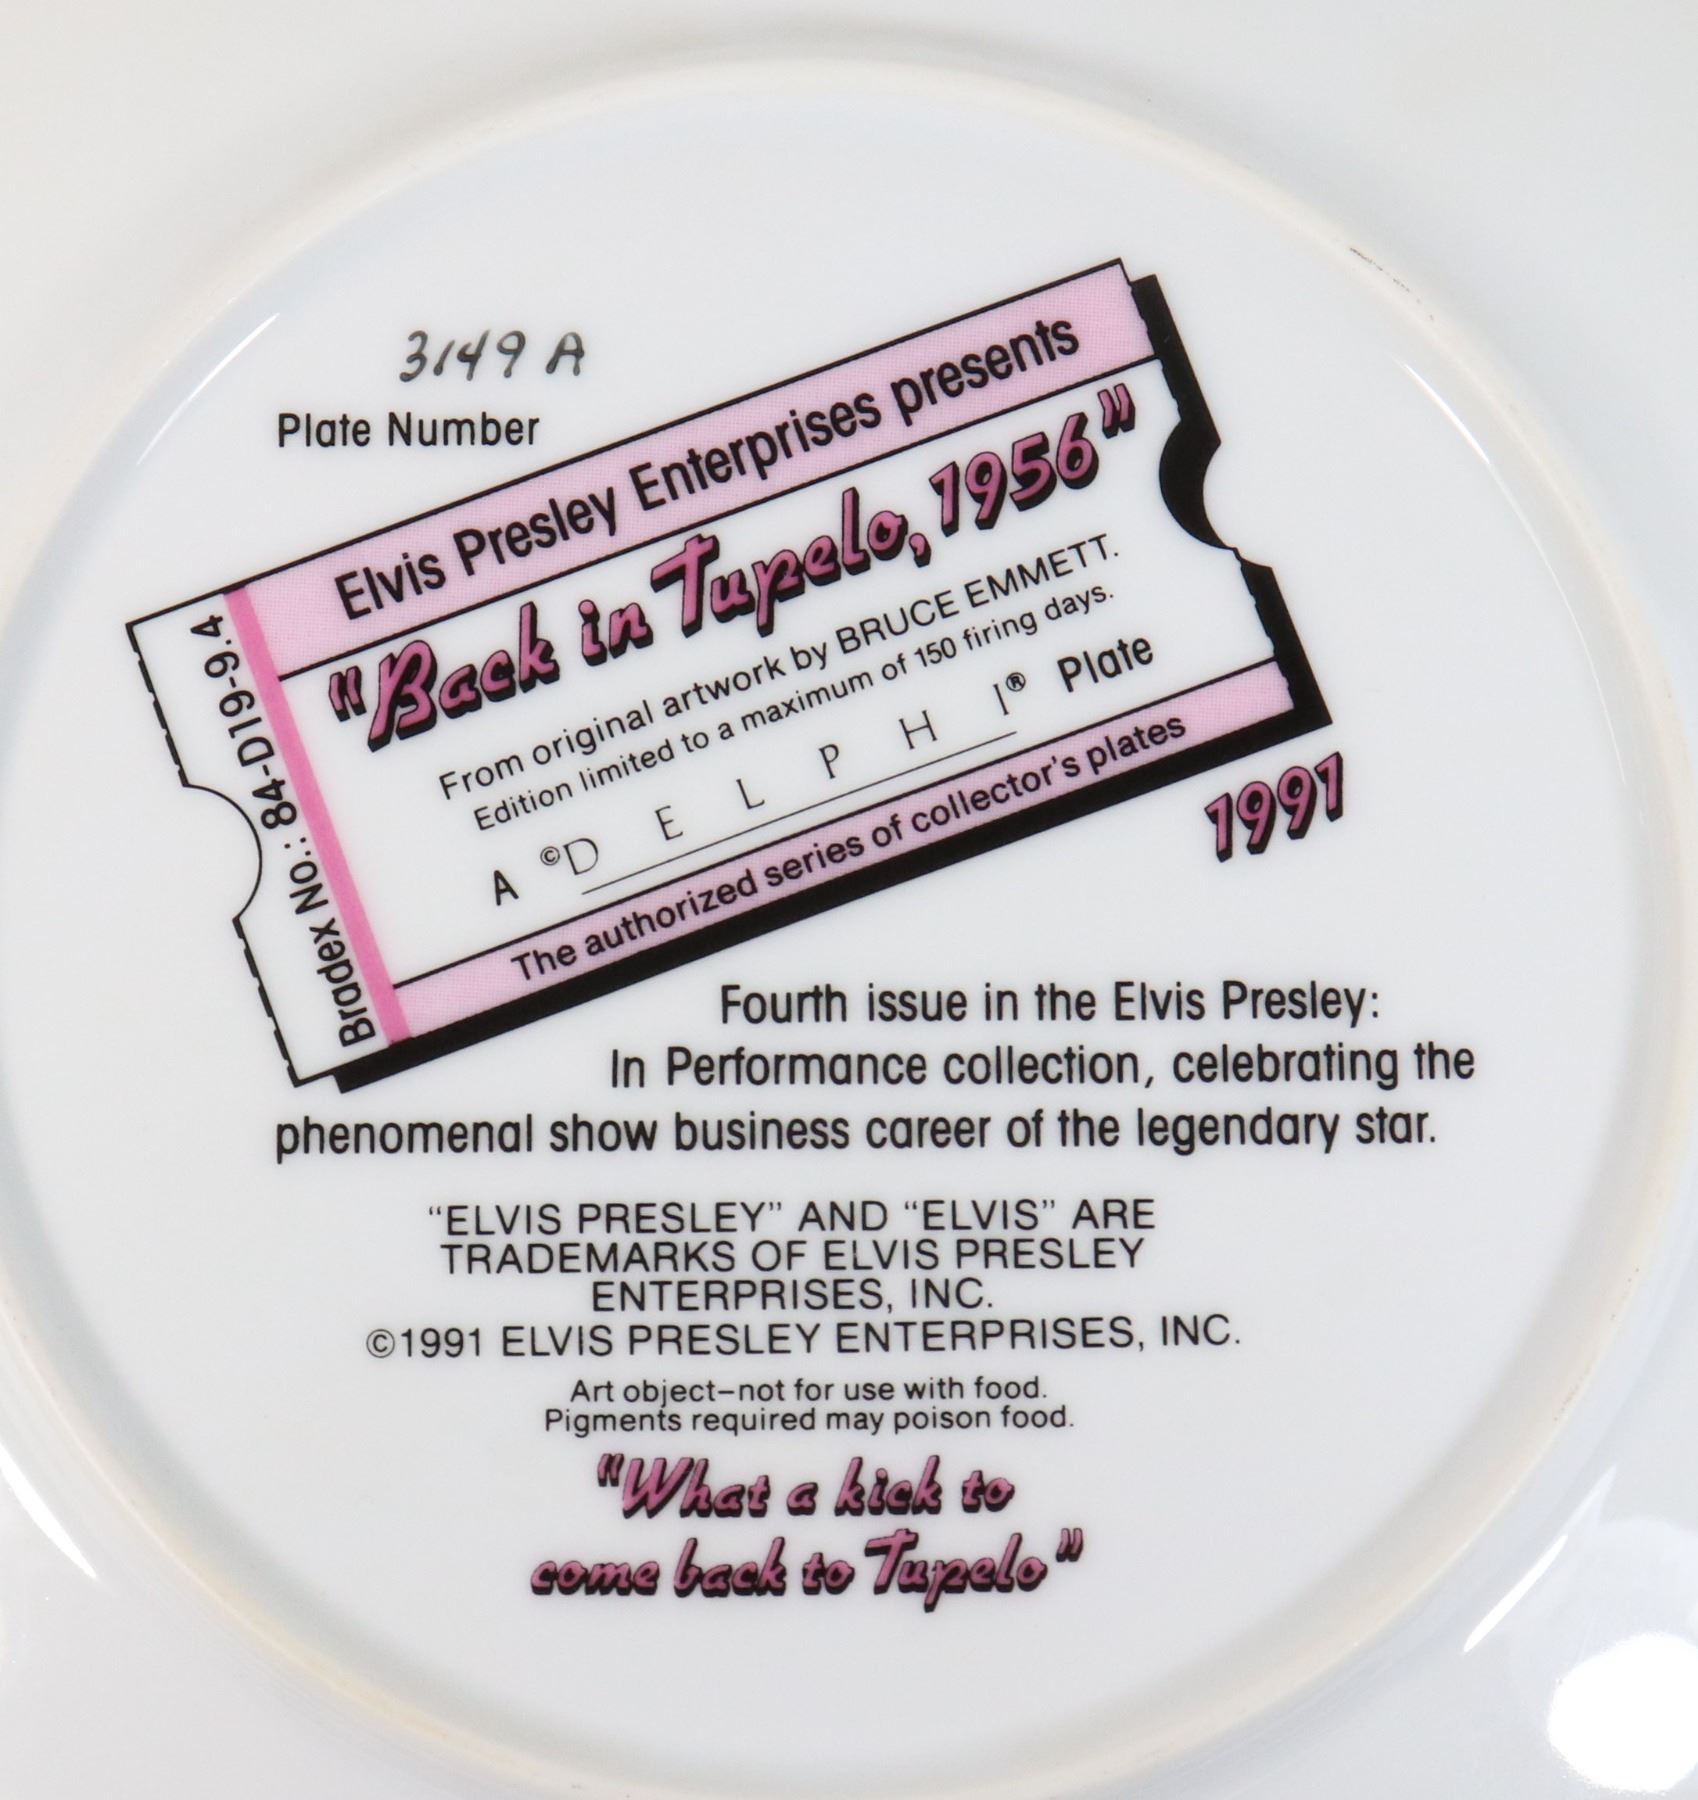 3149 A
Plate Number
Elvis Presley Enterprises presents
"Back in Tupelo, 1956"
From original artwork by BRUCE EMMETT.
Edition limited to a maximum of 150 firing days.
A ©DELPHI® Plate
The authorized series of collector's plates
Bradex No.: 84-D19-9.4
1991
Fourth issue in the Elvis Presley:
In Performance collection, celebrating the
phenomenal show business career of the legendary star.
“ELVIS PRESLEY” AND “ELVIS” ARE
TRADEMARKS OF ELVIS PRESLEY
ENTERPRISES, INC.
©1991 ELVIS PRESLEY ENTERPRISES, INC.
Art object–not for use with food.
Pigments required may poison food.
"What a kick to
come back to Tupelo"